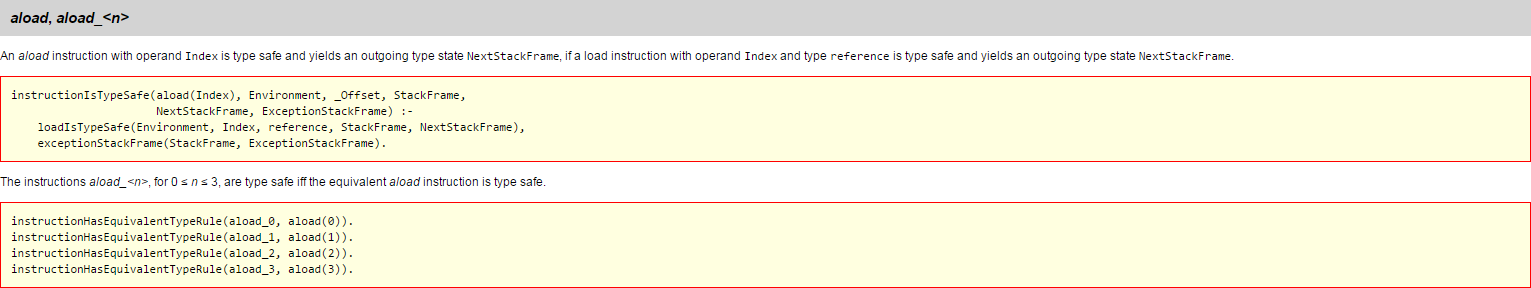 aload, aload_<n>
An aload instruction with operand Index is type safe and yields an outgoing type state NextStackFrame, if a load instruction with operand Index and type reference is type safe and yields an outgoing type state NextStackFrame.
instructionIsTypeSafe(aload(Index), Environment, _Offset, StackFrame,
                      NextStackFrame, ExceptionStackFrame) :-
    loadIsTypeSafe(Environment, Index, reference, StackFrame, NextStackFrame),
    exceptionStackFrame(StackFrame, ExceptionStackFrame).
The instructions aload_<n>, for 0 ≤ n ≤ 3, are type safe iff the equivalent aload instruction is type safe.
instructionHasEquivalentTypeRule(aload_0, aload(0)).
instructionHasEquivalentTypeRule(aload_1, aload(1)).
instructionHasEquivalentTypeRule(aload_2, aload(2)).
instructionHasEquivalentTypeRule(aload_3, aload(3)).